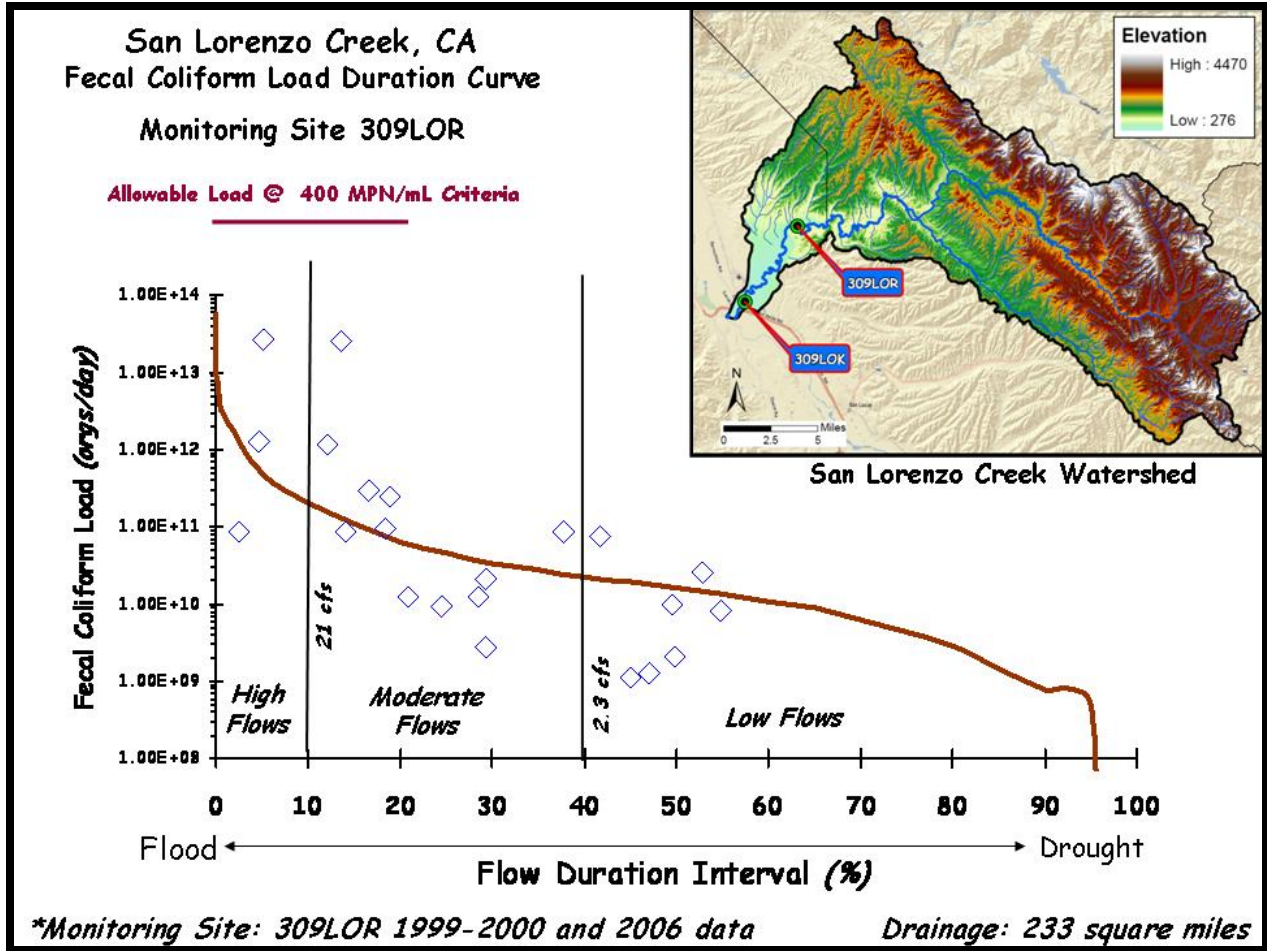 San Lorenzo Creek, CA
Fecal Coliform Load Duration Curve
Monitoring Site 309LOR
Allowable Load @ 400 MPN/mL Criteria
Elevation
High : 4470
Low : 276
309LOR
309LOK
N
Miles
0 2.5 5
San Lorenzo Creek Watershed
Fecal Coliform Load (orgs/day)
1.00E+14
1.00E+13
1.00E+12
1.00E+11
1.00E+10
1.00E+09
1.00E+08
21 cfs
2.3 cfs
High
Flows
Moderate
Flows
Low Flows
0 10 20 30 40 50 60 70 80 90 100
Flood
Drought
Flow Duration Interval (%)
*Monitoring Site: 309LOR 1999-2000 and 2006 data
Drainage: 233 square miles